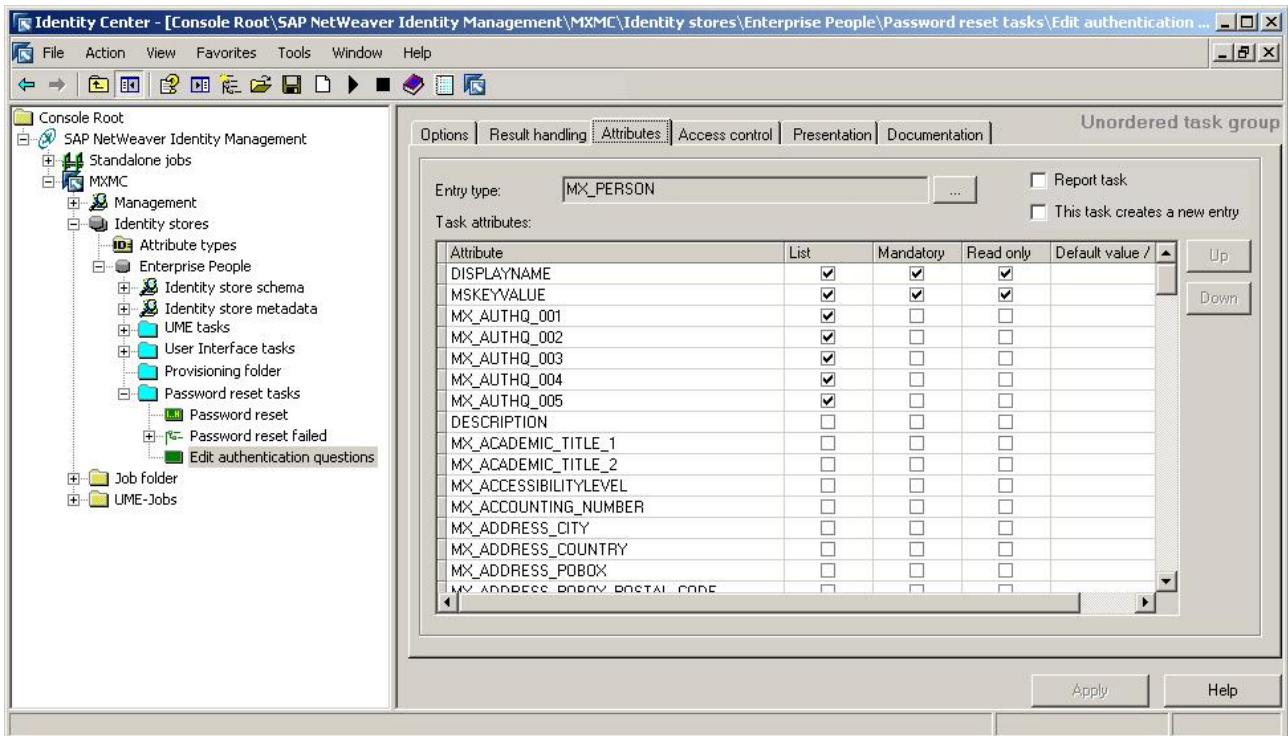 Identity Center - [Console Root\SAP NetWeaver Identity Management\MXMC\Identity stores\Enterprise People\Password reset tasks\Edit authentication ...
File Action View Favorites Tools Window Help
Console Root
SAP NetWeaver Identity Management
Standalone jobs
MXMC
Management
Identity stores
Attribute types
Enterprise People
Identity store schema
Identity store metadata
UME tasks
User Interface tasks
Provisioning folder
Password reset tasks
Password reset
Password reset failed
Edit authentication questions
Job folder
UME-Jobs
Unordered task group
Options Result handling Attributes Access control Presentation Documentation
Entry type: MX_PERSON ...
Report task
This task creates a new entry
Task attributes:
Attribute List Mandatory Read only Default value /
DISPLAYNAME
MSKEYVALUE
MX_AUTHQ_001
MX_AUTHQ_002
MX_AUTHQ_003
MX_AUTHQ_004
MX_AUTHQ_005
DESCRIPTION
MX_ACADEMIC_TITLE_1
MX_ACADEMIC_TITLE_2
MX_ACCESSIBILITYLEVEL
MX_ACCOUNTING_NUMBER
MX_ADDRESS_CITY
MX_ADDRESS_COUNTRY
MX_ADDRESS_POBOX
MX_ADDRESS_POBOX_POSTAL_CODE
Up
Down
Apply Help